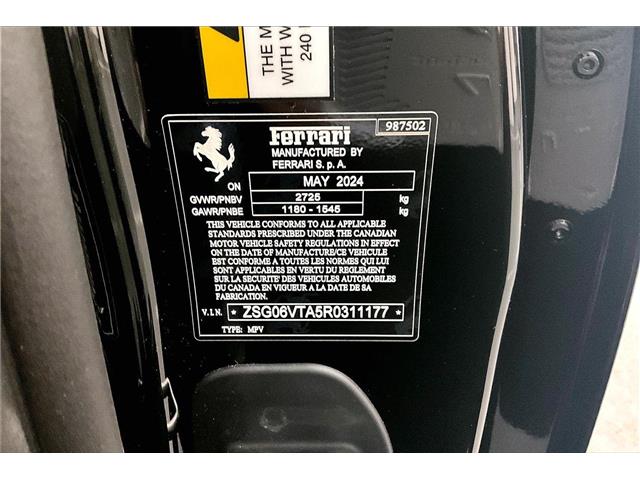 THE M
WITH W
240
Ferrari
987502
MANUFACTURED BY
FERRARI S. p. A.
ON MAY 2024
GVWR/PNBV 2725 kg
GAWR/PNBE 1180 - 1545 kg
THIS VEHICLE CONFORMS TO ALL APPLICABLE
STANDARDS PRESCRIBED UNDER THE CANADIAN
MOTOR VEHICLE SAFETY REGULATIONS IN EFFECT
ON THE DATE OF MANUFACTURE/CE VEHICULE
EST CONFORME A TOUTES LES NORMES QUI LUI
SONT APPLICABLES EN VERTU DU REGLEMENT
SUR LA SECURITE' DES VEHICULES AUTOMOBILES
DU CANADA EN VIGUEUR A LA DATE DE SA
FABRICATION.
V.I.N. *ZSG06VTA5R0311177*
TYPE: MPV